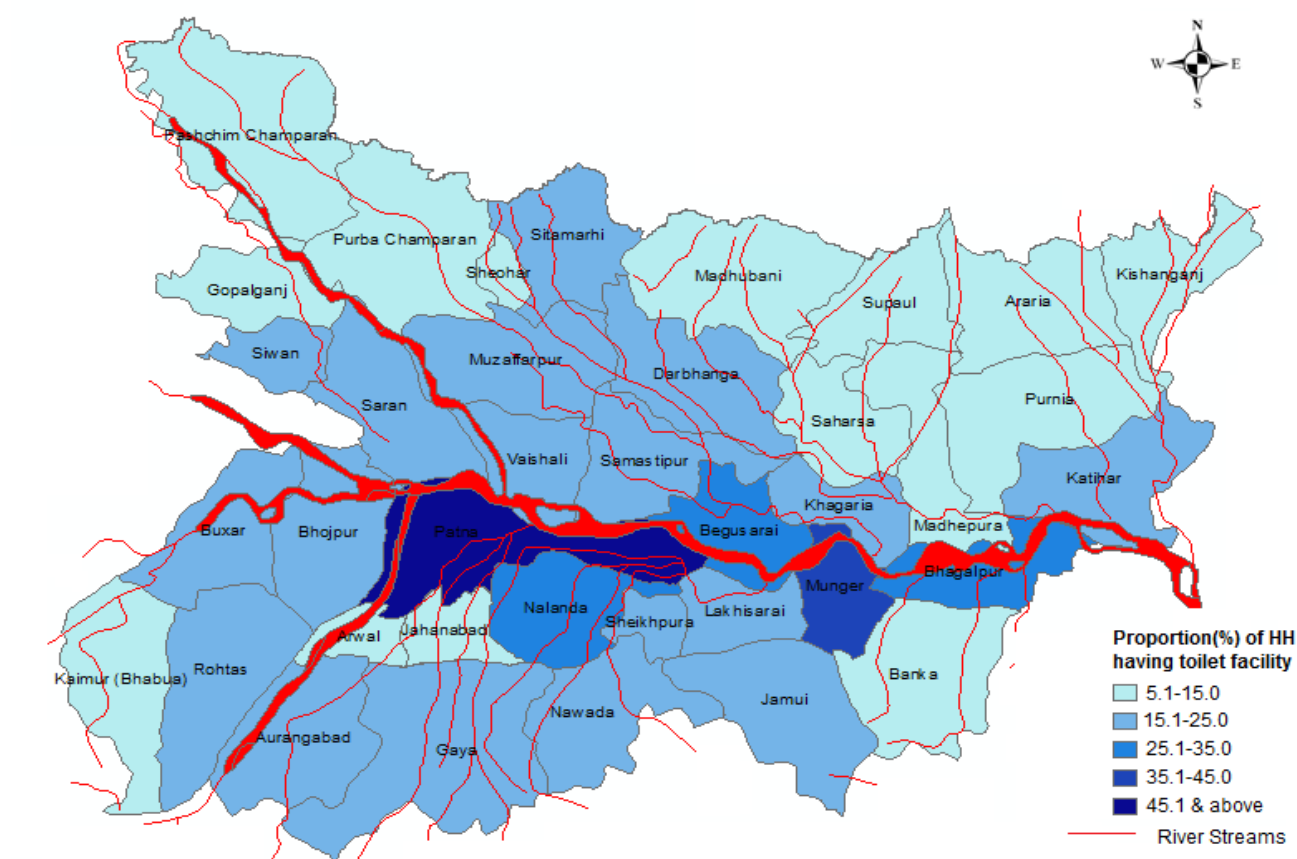 N
W E
S
Pashchim Champaran
Purba Champaran
Sitamarhi
Sheohar
Madhubani
Kishanganj
Gopalganj
Supaul
Araria
Siwan
Muzaffarpur
Darbhanga
Saran
Purnia
Saharsa
Vaishali
Samastipur
Katihar
Khagaria
Buxar
Bhojpur
Patna
Begusarai
Madhepura
Bhagalpur
Munger
Nalanda
Lakhisarai
Sheikhpura
Arwal
Jahanabad
Rohtas
Kaimur (Bhabua)
Banka
Jamui
Nawada
Aurangabad
Gaya
Proportion(%) of HH
having toilet facility
5.1-15.0
15.1-25.0
25.1-35.0
35.1-45.0
45.1 & above
River Streams